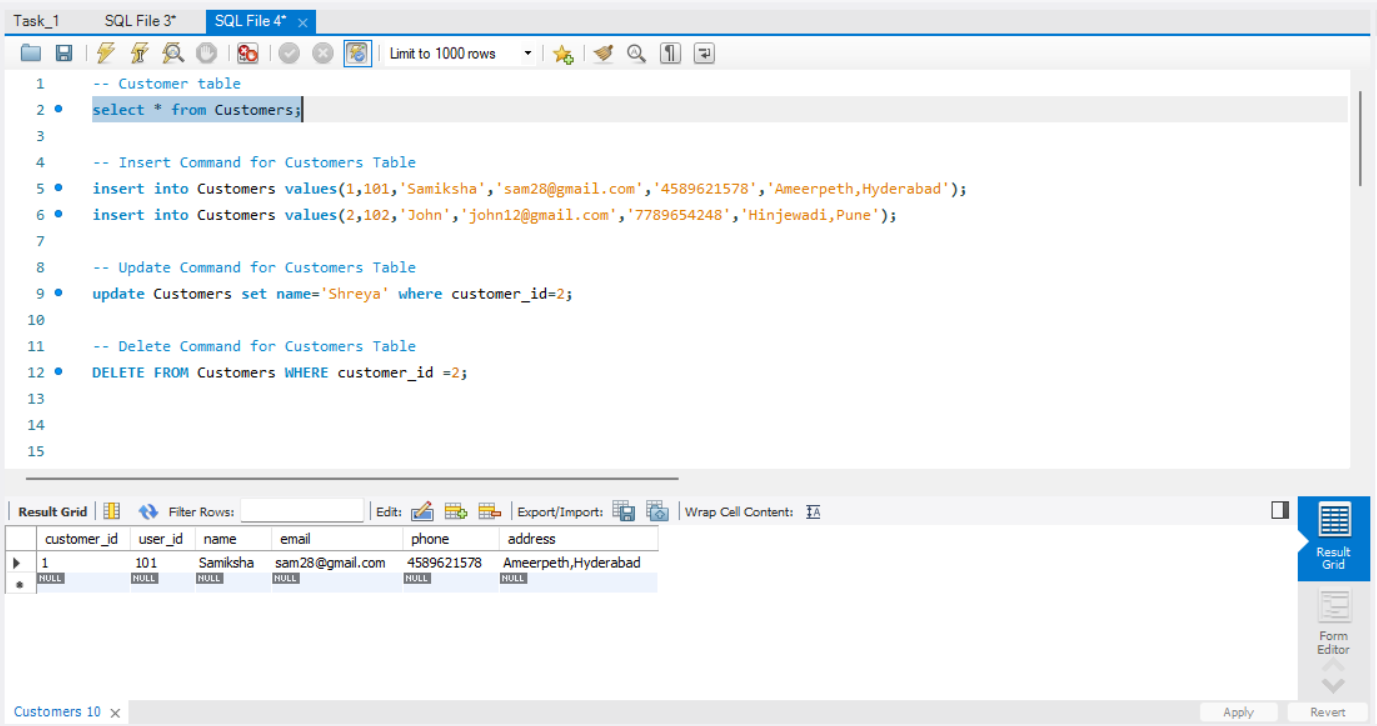 Task_1 SQL File 3* SQL File 4* ×
Limit to 1000 rows
1 -- Customer table
2 select * from Customers;
3
4 -- Insert Command for Customers Table
5 insert into Customers values(1,101,'Samiksha','sam28@gmail.com','4589621578','Ameerpeth,Hyderabad');
6 insert into Customers values(2,102,'John','john12@gmail.com','7789654248','Hinjewadi,Pune');
7
8 -- Update Command for Customers Table
9 update Customers set name='Shreya' where customer_id=2;
10
11 -- Delete Command for Customers Table
12 DELETE FROM Customers WHERE customer_id =2;
13
14
15
Result Grid Filter Rows: Edit: Export/Import: Wrap Cell Content: IA
customer_id user_id name email phone address
1 101 Samiksha sam28@gmail.com 4589621578 Ameerpeth,Hyderabad
NULL NULL NULL NULL NULL NULL
Result
Grid
Form
Editor
Customers 10 × Apply Revert